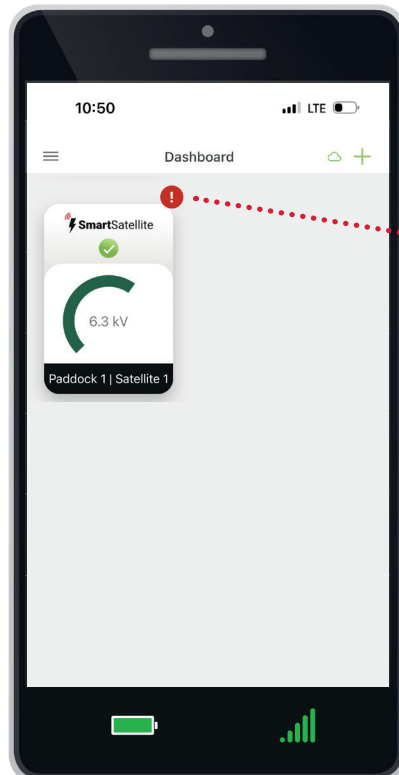 10:50 LTE
Dashboard
!
SmartSatellite
6.3 kV
Paddock 1 | Satellite 1